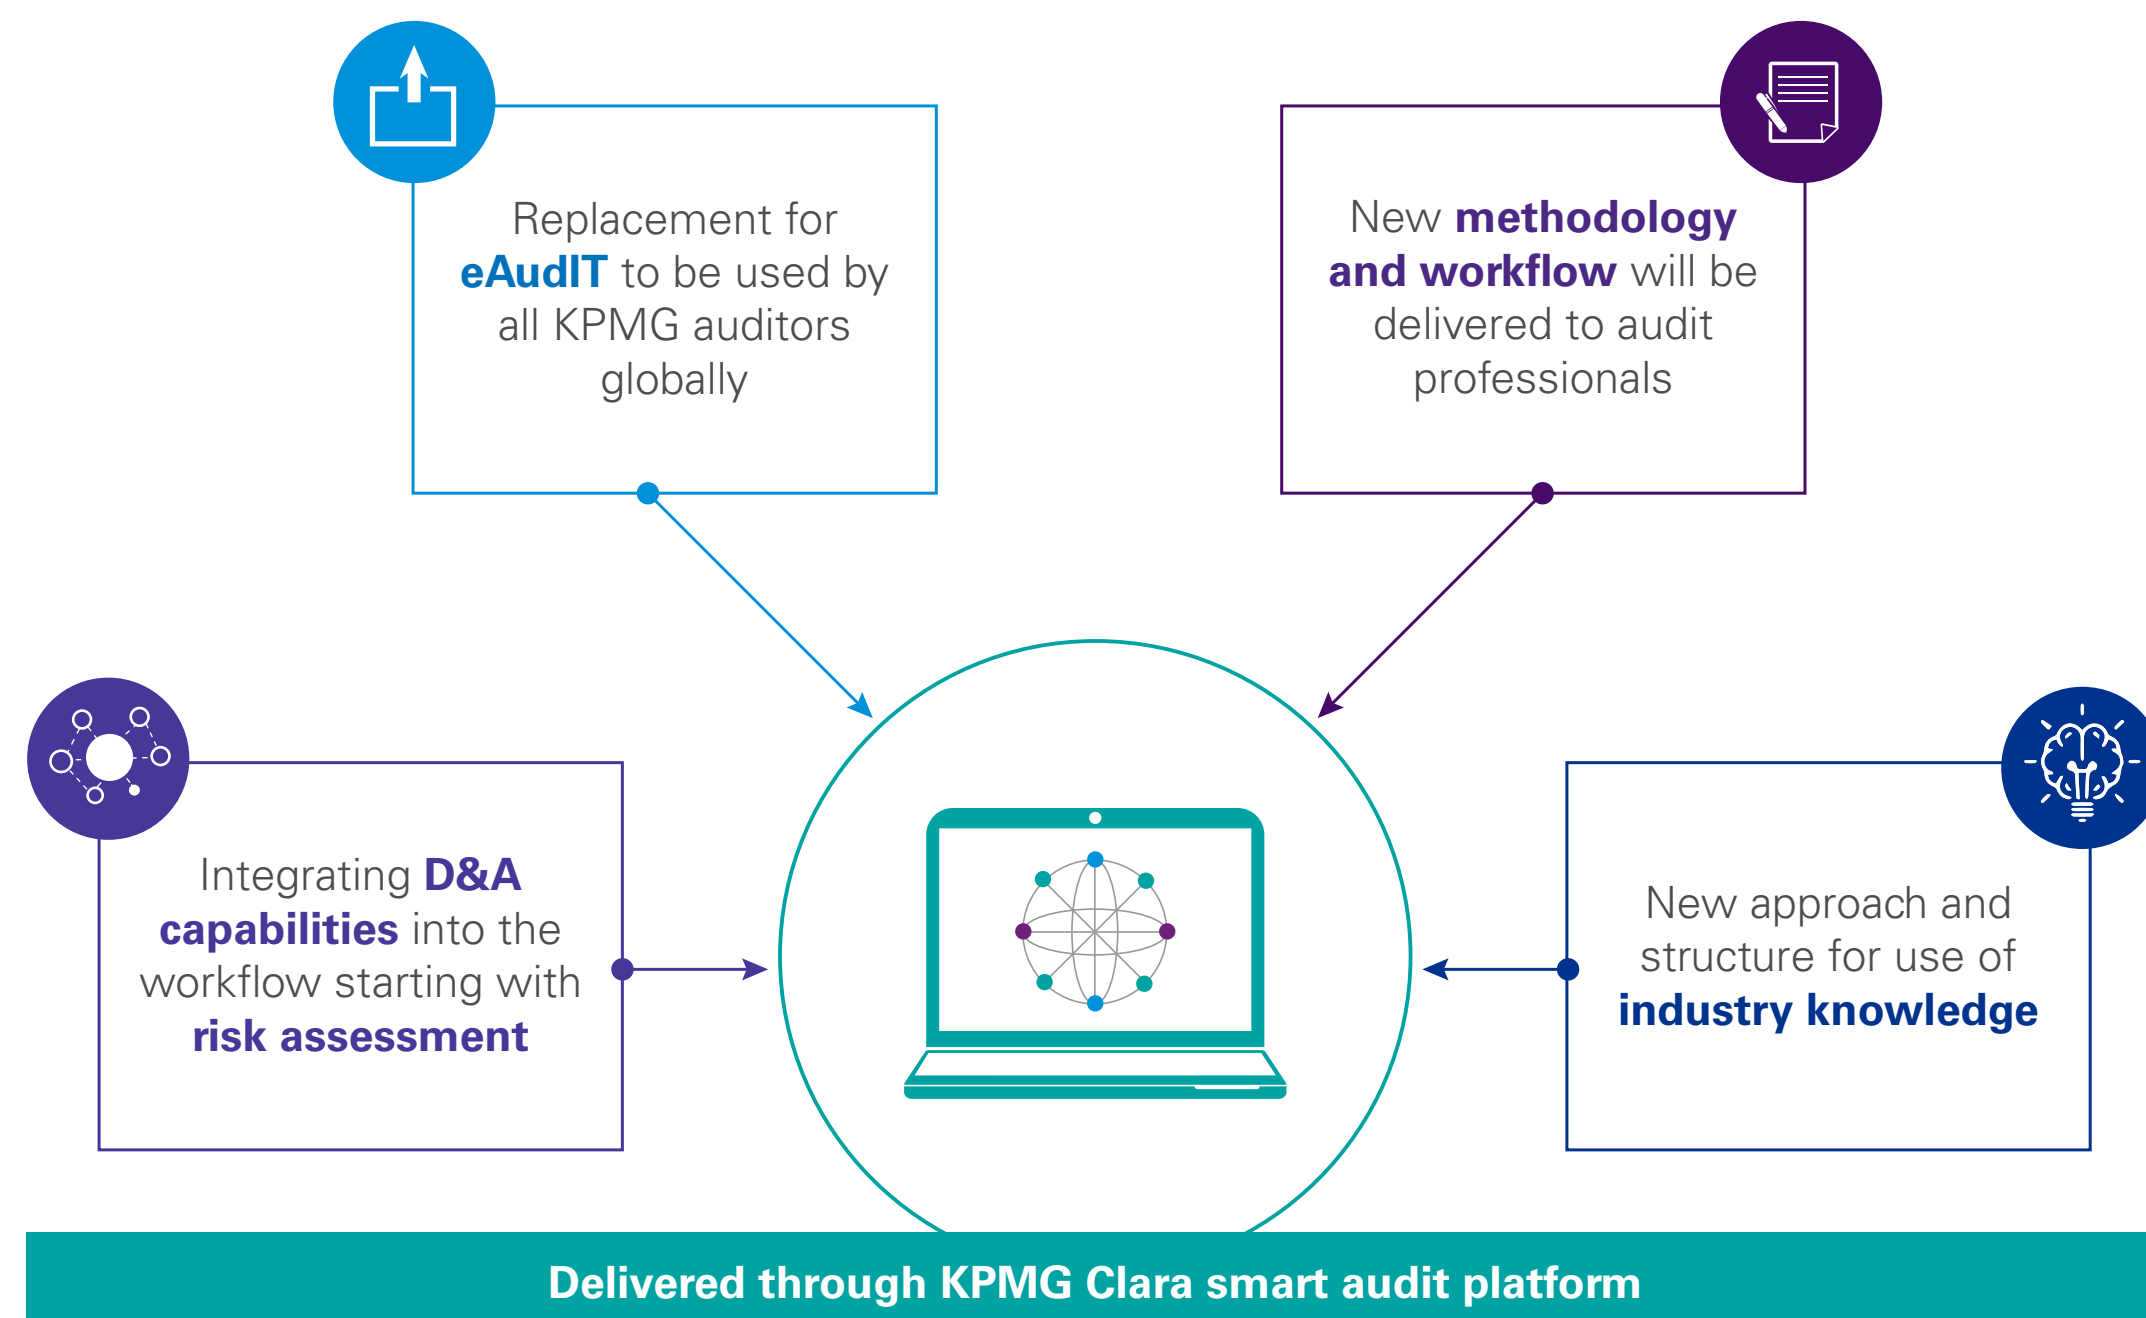 Replacement for
eAudIT to be used by
all KPMG auditors
globally
New methodology
and workflow will be
delivered to audit
professionals
Integrating D&A
capabilities into the
workflow starting with
risk assessment
New approach and
structure for use of
industry knowledge
Delivered through KPMG Clara smart audit platform